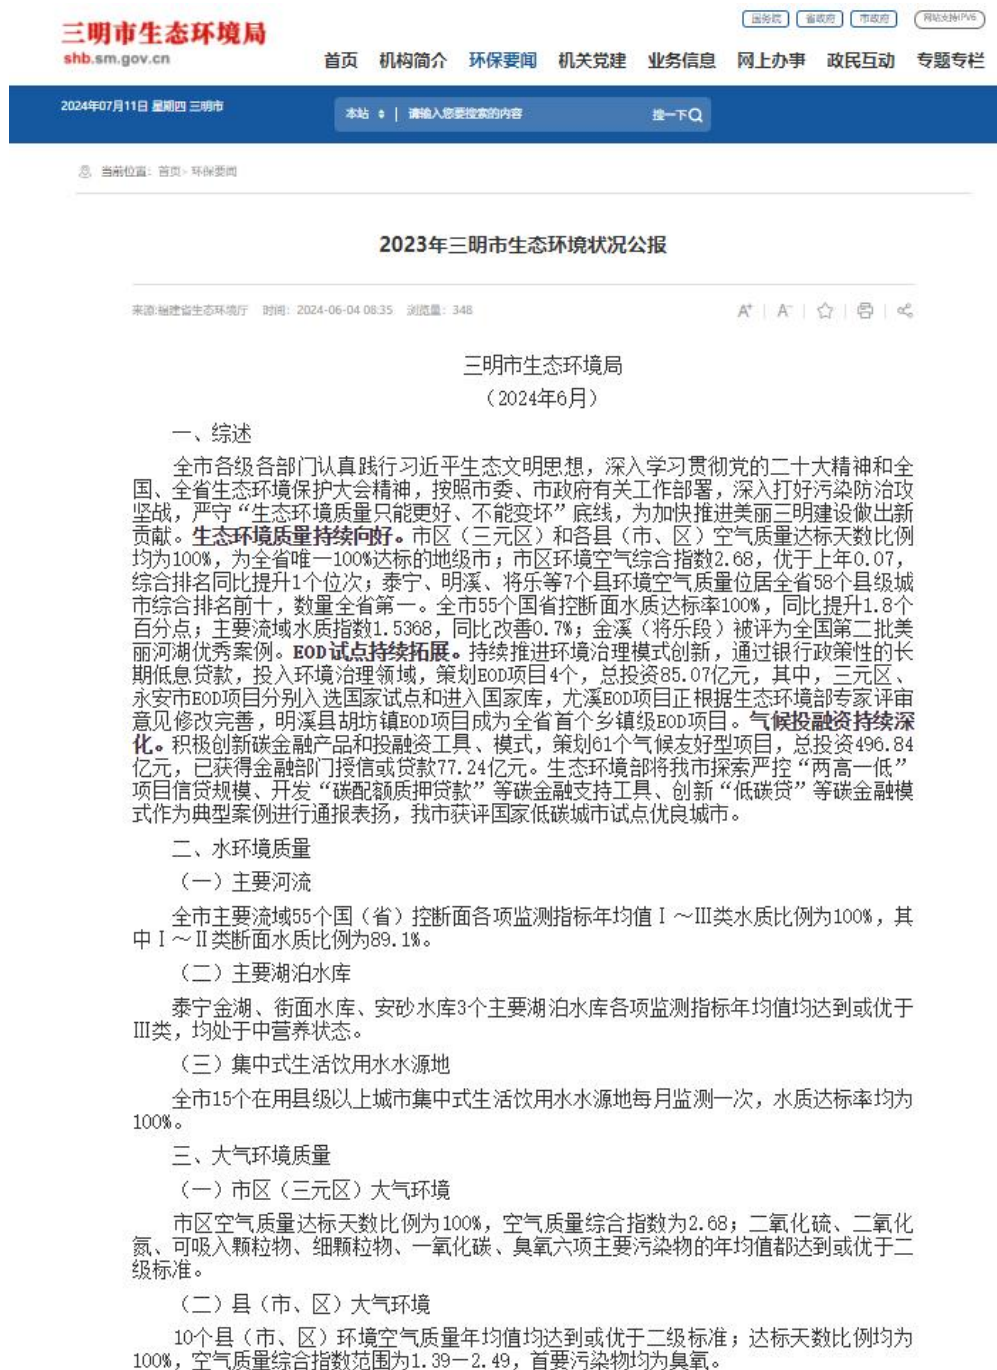 三明市生态环境局
shb.sm.gov.cn
国务院 省政府 市政府 网站支持IPV6
首页 机构简介 环保要闻 机关党建 业务信息 网上办事 政民互动 专题专栏
2024年07月11日 星期四 三明市
本站 请输入您要搜索的内容 搜一下
当前位置：首页> 环保要闻
2023年三明市生态环境状况公报
来源:福建省生态环境厅 时间：2024-06-04 08:35 浏览量：348
A+ A-
三明市生态环境局
（2024年6月）
一、综述
全市各级各部门认真践行习近平生态文明思想，深入学习贯彻党的二十大精神和全
国、全省生态环境保护大会精神，按照市委、市政府有关工作部署，深入打好污染防治攻
坚战，严守“生态环境质量只能更好、不能变坏”底线，为加快推进美丽三明建设做出新
贡献。生态环境质量持续向好。市区（三元区）和各县（市、区）空气质量达标天数比例
均为100%，为全省唯一100%达标的地级市；市区环境空气综合指数2.68，优于上年0.07，
综合排名同比提升1个位次；泰宁、明溪、将乐等7个县环境空气质量位居全省58个县级城
市综合排名前十，数量全省第一。全市55个国省控断面水质达标率100%，同比提升1.8个
百分点；主要流域水质指数1.5368，同比改善0.7%；金溪（将乐段）被评为全国第二批美
丽河湖优秀案例。EOD试点持续拓展。持续推进环境治理模式创新，通过银行政策性的长
期低息贷款，投入环境治理领域，策划EOD项目4个，总投资85.07亿元，其中，三元区、
永安市EOD项目分别入选国家试点和进入国家库，尤溪EOD项目正根据生态环境部专家评审
意见修改完善，明溪县胡坊镇EOD项目成为全省首个乡镇级EOD项目。气候投融资持续深
化。积极创新碳金融产品和投融资工具、模式，策划61个气候友好型项目，总投资496.84
亿元，已获得金融部门授信或贷款77.24亿元。生态环境部将我市探索严控“两高一低”
项目信贷规模、开发“碳配额质押贷款”等碳金融支持工具、创新“低碳贷”等碳金融模
式作为典型案例进行通报表扬，我市获评国家低碳城市试点优良城市。
二、水环境质量
（一）主要河流
全市主要流域55个国（省）控断面各项监测指标年均值Ⅰ～Ⅲ类水质比例为100%，其
中Ⅰ～Ⅱ类断面水质比例为89.1%。
（二）主要湖泊水库
泰宁金湖、街面水库、安砂水库3个主要湖泊水库各项监测指标年均值均达到或优于
Ⅲ类，均处于中营养状态。
（三）集中式生活饮用水水源地
全市15个在用县级以上城市集中式生活饮用水水源地每月监测一次，水质达标率均为
100%。
三、大气环境质量
（一）市区（三元区）大气环境
市区空气质量达标天数比例为100%，空气质量综合指数为2.68；二氧化硫、二氧化
氮、可吸入颗粒物、细颗粒物、一氧化碳、臭氧六项主要污染物的年均值都达到或优于二
级标准。
（二）县（市、区）大气环境
10个县（市、区）环境空气质量年均值均达到或优于二级标准；达标天数比例均为
100%，空气质量综合指数范围为1.39—2.49，首要污染物均为臭氧。